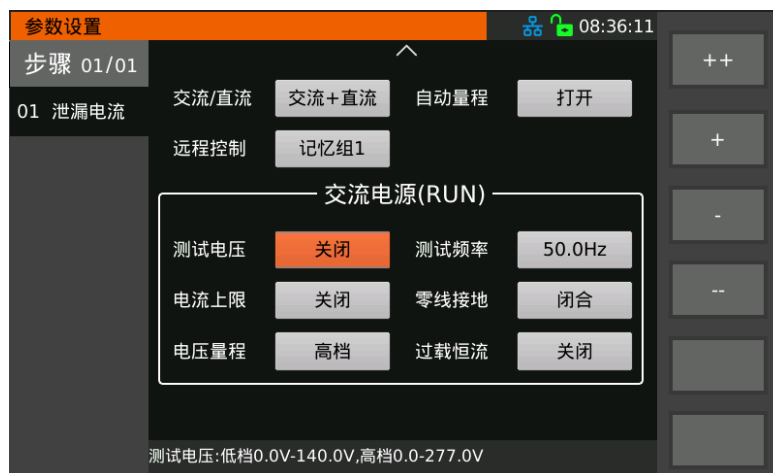 参数设置 08:36:11
步骤 01/01
01 泄漏电流
交流/直流 交流+直流 自动量程 打开
远程控制 记忆组1
交流电源(RUN)
测试电压 关闭 测试频率 50.0Hz
电流上限 关闭 零线接地 闭合
电压量程 高档 过载恒流 关闭
测试电压:低档0.0V-140.0V,高档0.0-277.0V
++
+
-
--